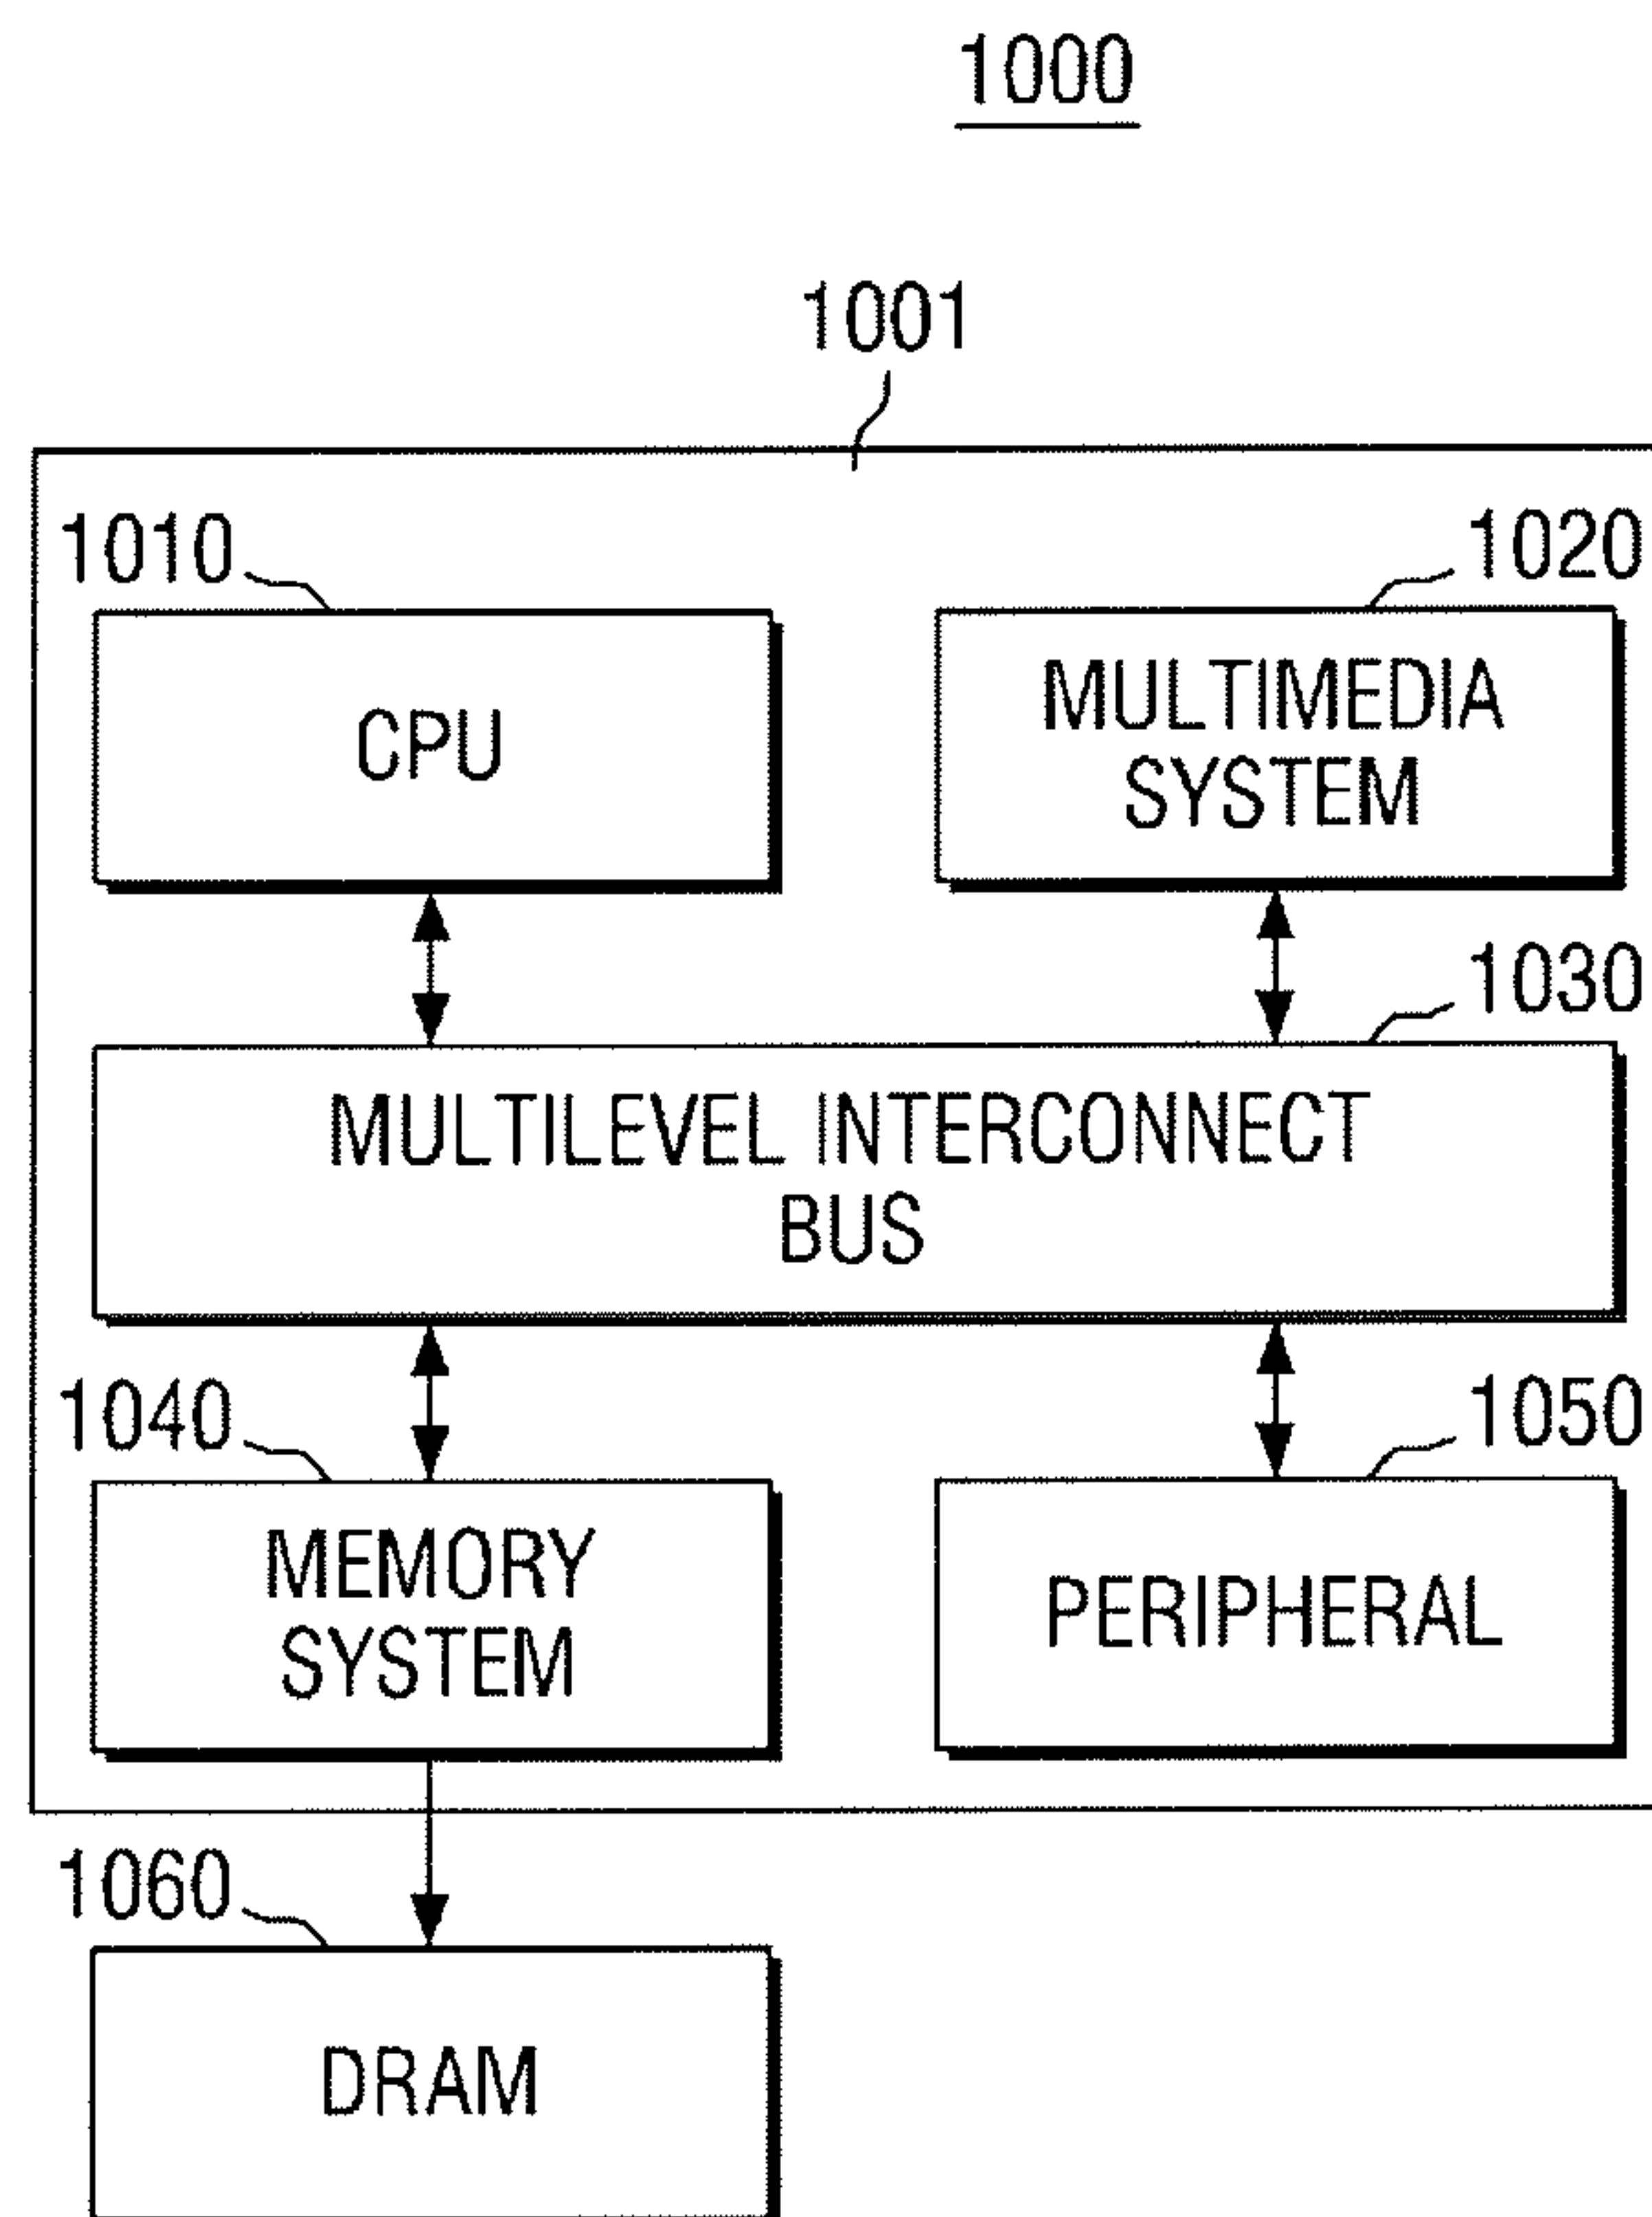 1000
1001
1010
1020
CPU
MULTIMEDIA
SYSTEM
1030
MULTILEVEL INTERCONNECT
BUS
1040
1050
MEMORY
SYSTEM
PERIPHERAL
1060
DRAM